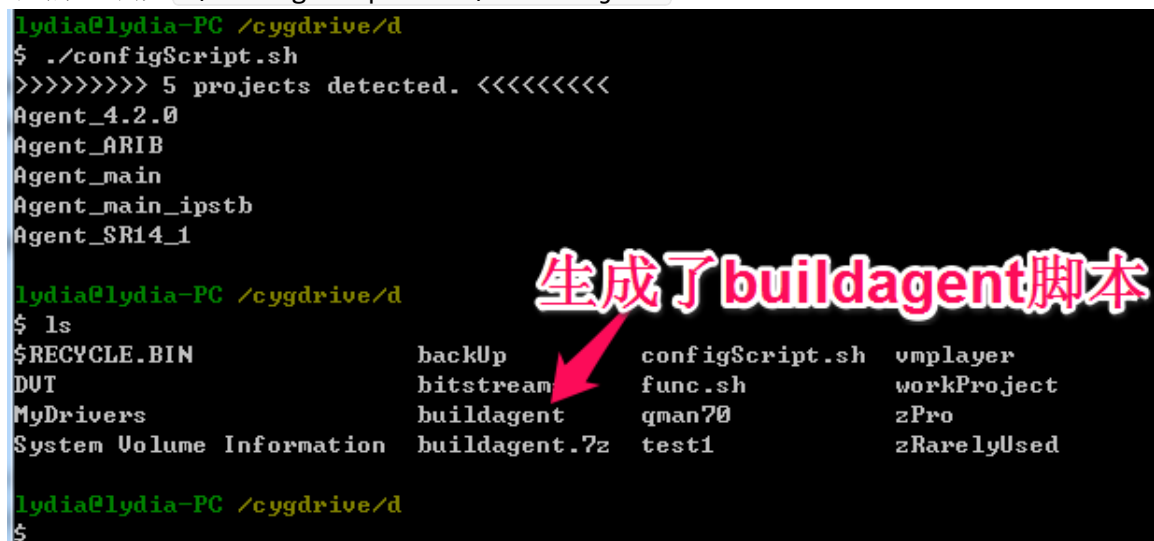 lydia@lydia-PC /cygdrive/d
$ ./configScript.sh
>>>>>>>>> 5 projects detected. <<<<<<<<<
Agent_4.2.0
Agent_ARIB
Agent_main
Agent_main_ipstb
Agent_SR14_1
生成了buildagent脚本
lydia@lydia-PC /cygdrive/d
$ ls
$RECYCLE.BIN backUp configScript.sh vmplayer
DVT bitstream func.sh workProject
MyDrivers buildagent qman70 zPro
System Volume Information buildagent.7z test1 zRarelyUsed
lydia@lydia-PC /cygdrive/d
$